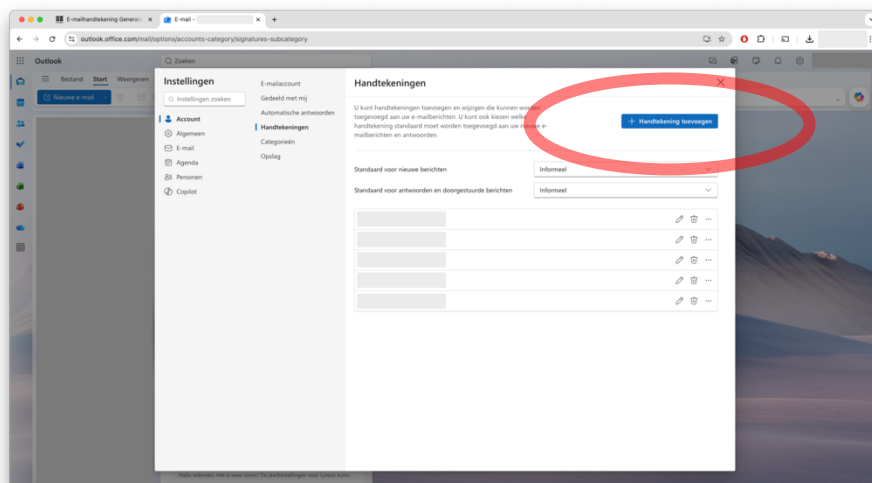 E-mailhandtekening Generat
E-mail -
outlook.office.com/mail/options/accounts-category/signatures-subcategory
Outlook
Zoeken
Bestand Start Weergeven
Nieuwe e-mail
Instellingen
Instellingen zoeken
Account
Algemeen
E-mail
Agenda
Personen
Copilot
E-mailaccount
Gedeeld met mij
Automatische antwoorden
Handtekeningen
Categorieën
Opslag
Handtekeningen
U kunt handtekeningen toevoegen en wijzigen die kunnen worden
toegevoegd aan uw e-mailberichten. U kunt ook kiezen welke
handtekening standaard moet worden toegevoegd aan uw nieuwe e-
mailberichten en antwoorden.
Handtekening toevoegen
Standaard voor nieuwe berichten
Informeel
Standaard voor antwoorden en doorgestuurde berichten
Informeel